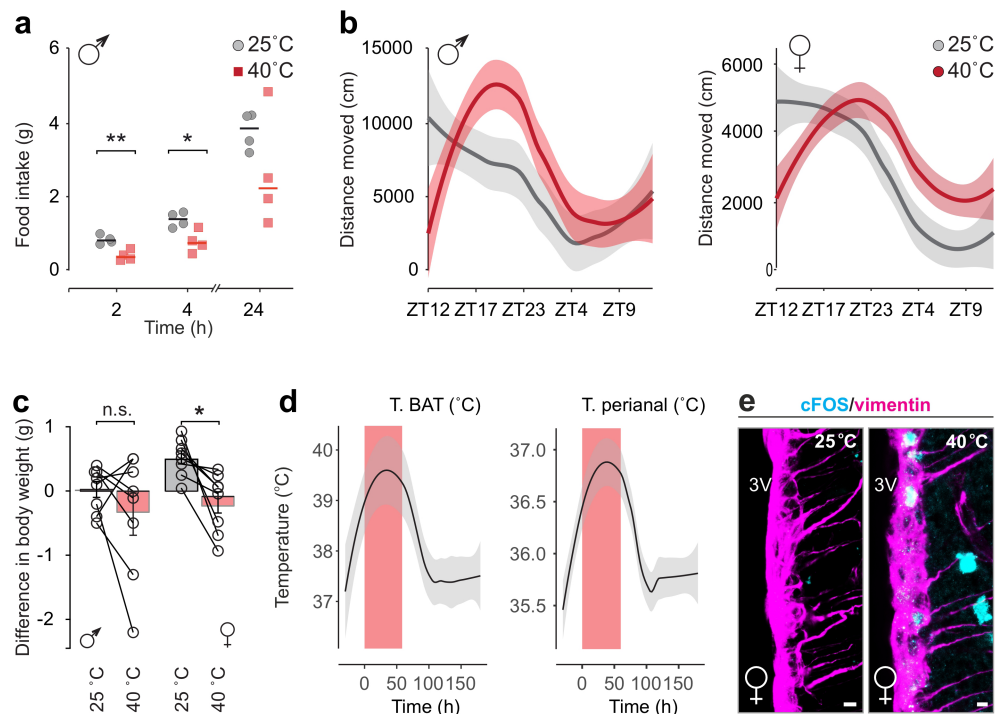 a
6
4
2
0
Food intake (g)
25˚C
40˚C
**
*
2
4
24
Time (h)
b
15000
10000
5000
0
Distance moved (cm)
ZT12 ZT17 ZT23 ZT4 ZT9
6000
4000
2000
0
Distance moved (cm)
25˚C
40˚C
ZT12 ZT17 ZT23 ZT4 ZT9
c
n.s.
*
1
0
-1
-2
Difference in body weight (g)
25˚C
40˚C
25˚C
40˚C
d
T. BAT (˚C)
40
39
38
37
Temperature (˚C)
0 50 100 150
Time (h)
T. perianal (˚C)
37.0
36.5
36.0
35.5
0 50 100 150
Time (h)
e
cFOS/vimentin
25˚C
3V
40˚C
3V